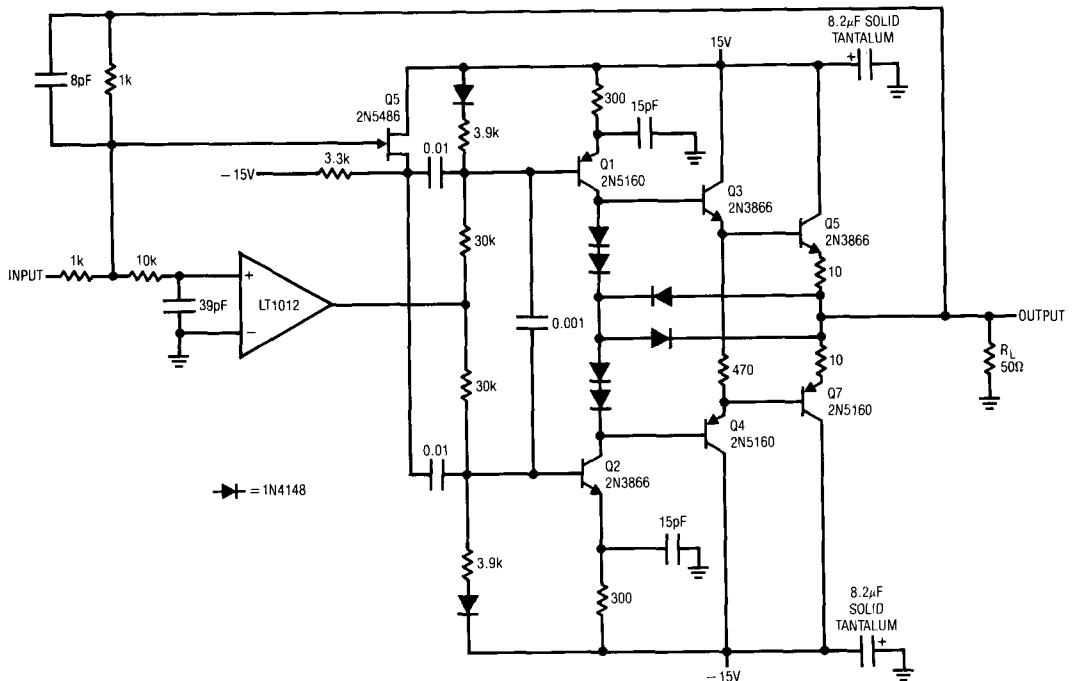 8.2μF SOLID
TANTALUM
+
15V
8pF
1k
Q5
2N5486
300
15pF
3.9k
3.3k
0.01
–15V
Q1
2N5160
Q3
2N3866
Q5
2N3866
30k
10
INPUT
1k
10k
+
LT1012
–
39pF
0.001
OUTPUT
RL
50Ω
30k
470
10
Q7
2N5160
Q4
2N5160
0.01
Q2
2N3866
= 1N4148
15pF
3.9k
300
8.2μF
SOLID
TANTALUM
+
–15V